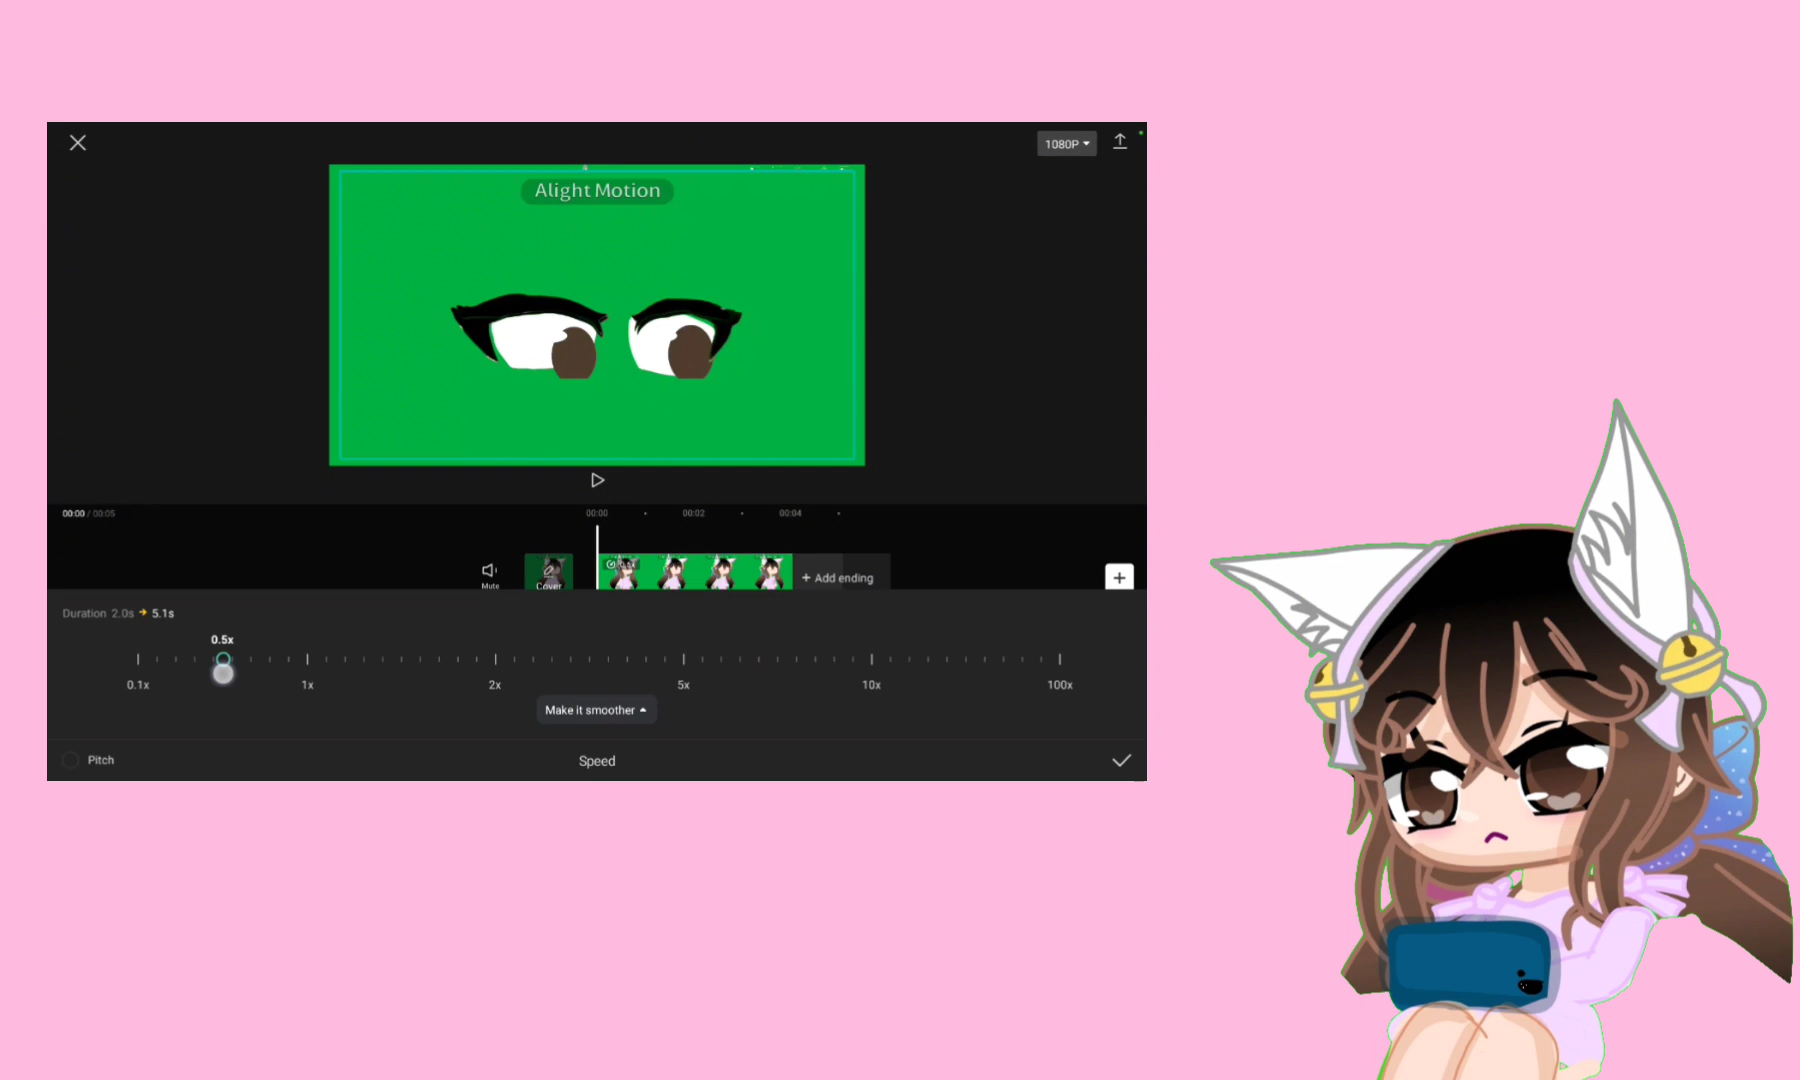 1080P
Alight Motion
00:00 / 00:05
00:00
00:02
00:04
Mute
Cover
+ Add ending
Duration 2.0s → 5.1s
0.5x
0.1x
1x
2x
5x
10x
100x
Make it smoother
Pitch
Speed